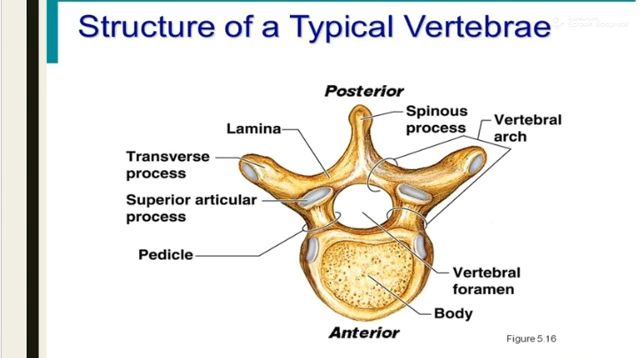 Structure of a Typical Vertebrae
Posterior
Spinous
process
Vertebral
arch
Lamina
Transverse
process
Superior articular
process
Pedicle
Vertebral
foramen
Body
Anterior
Figure 5.16